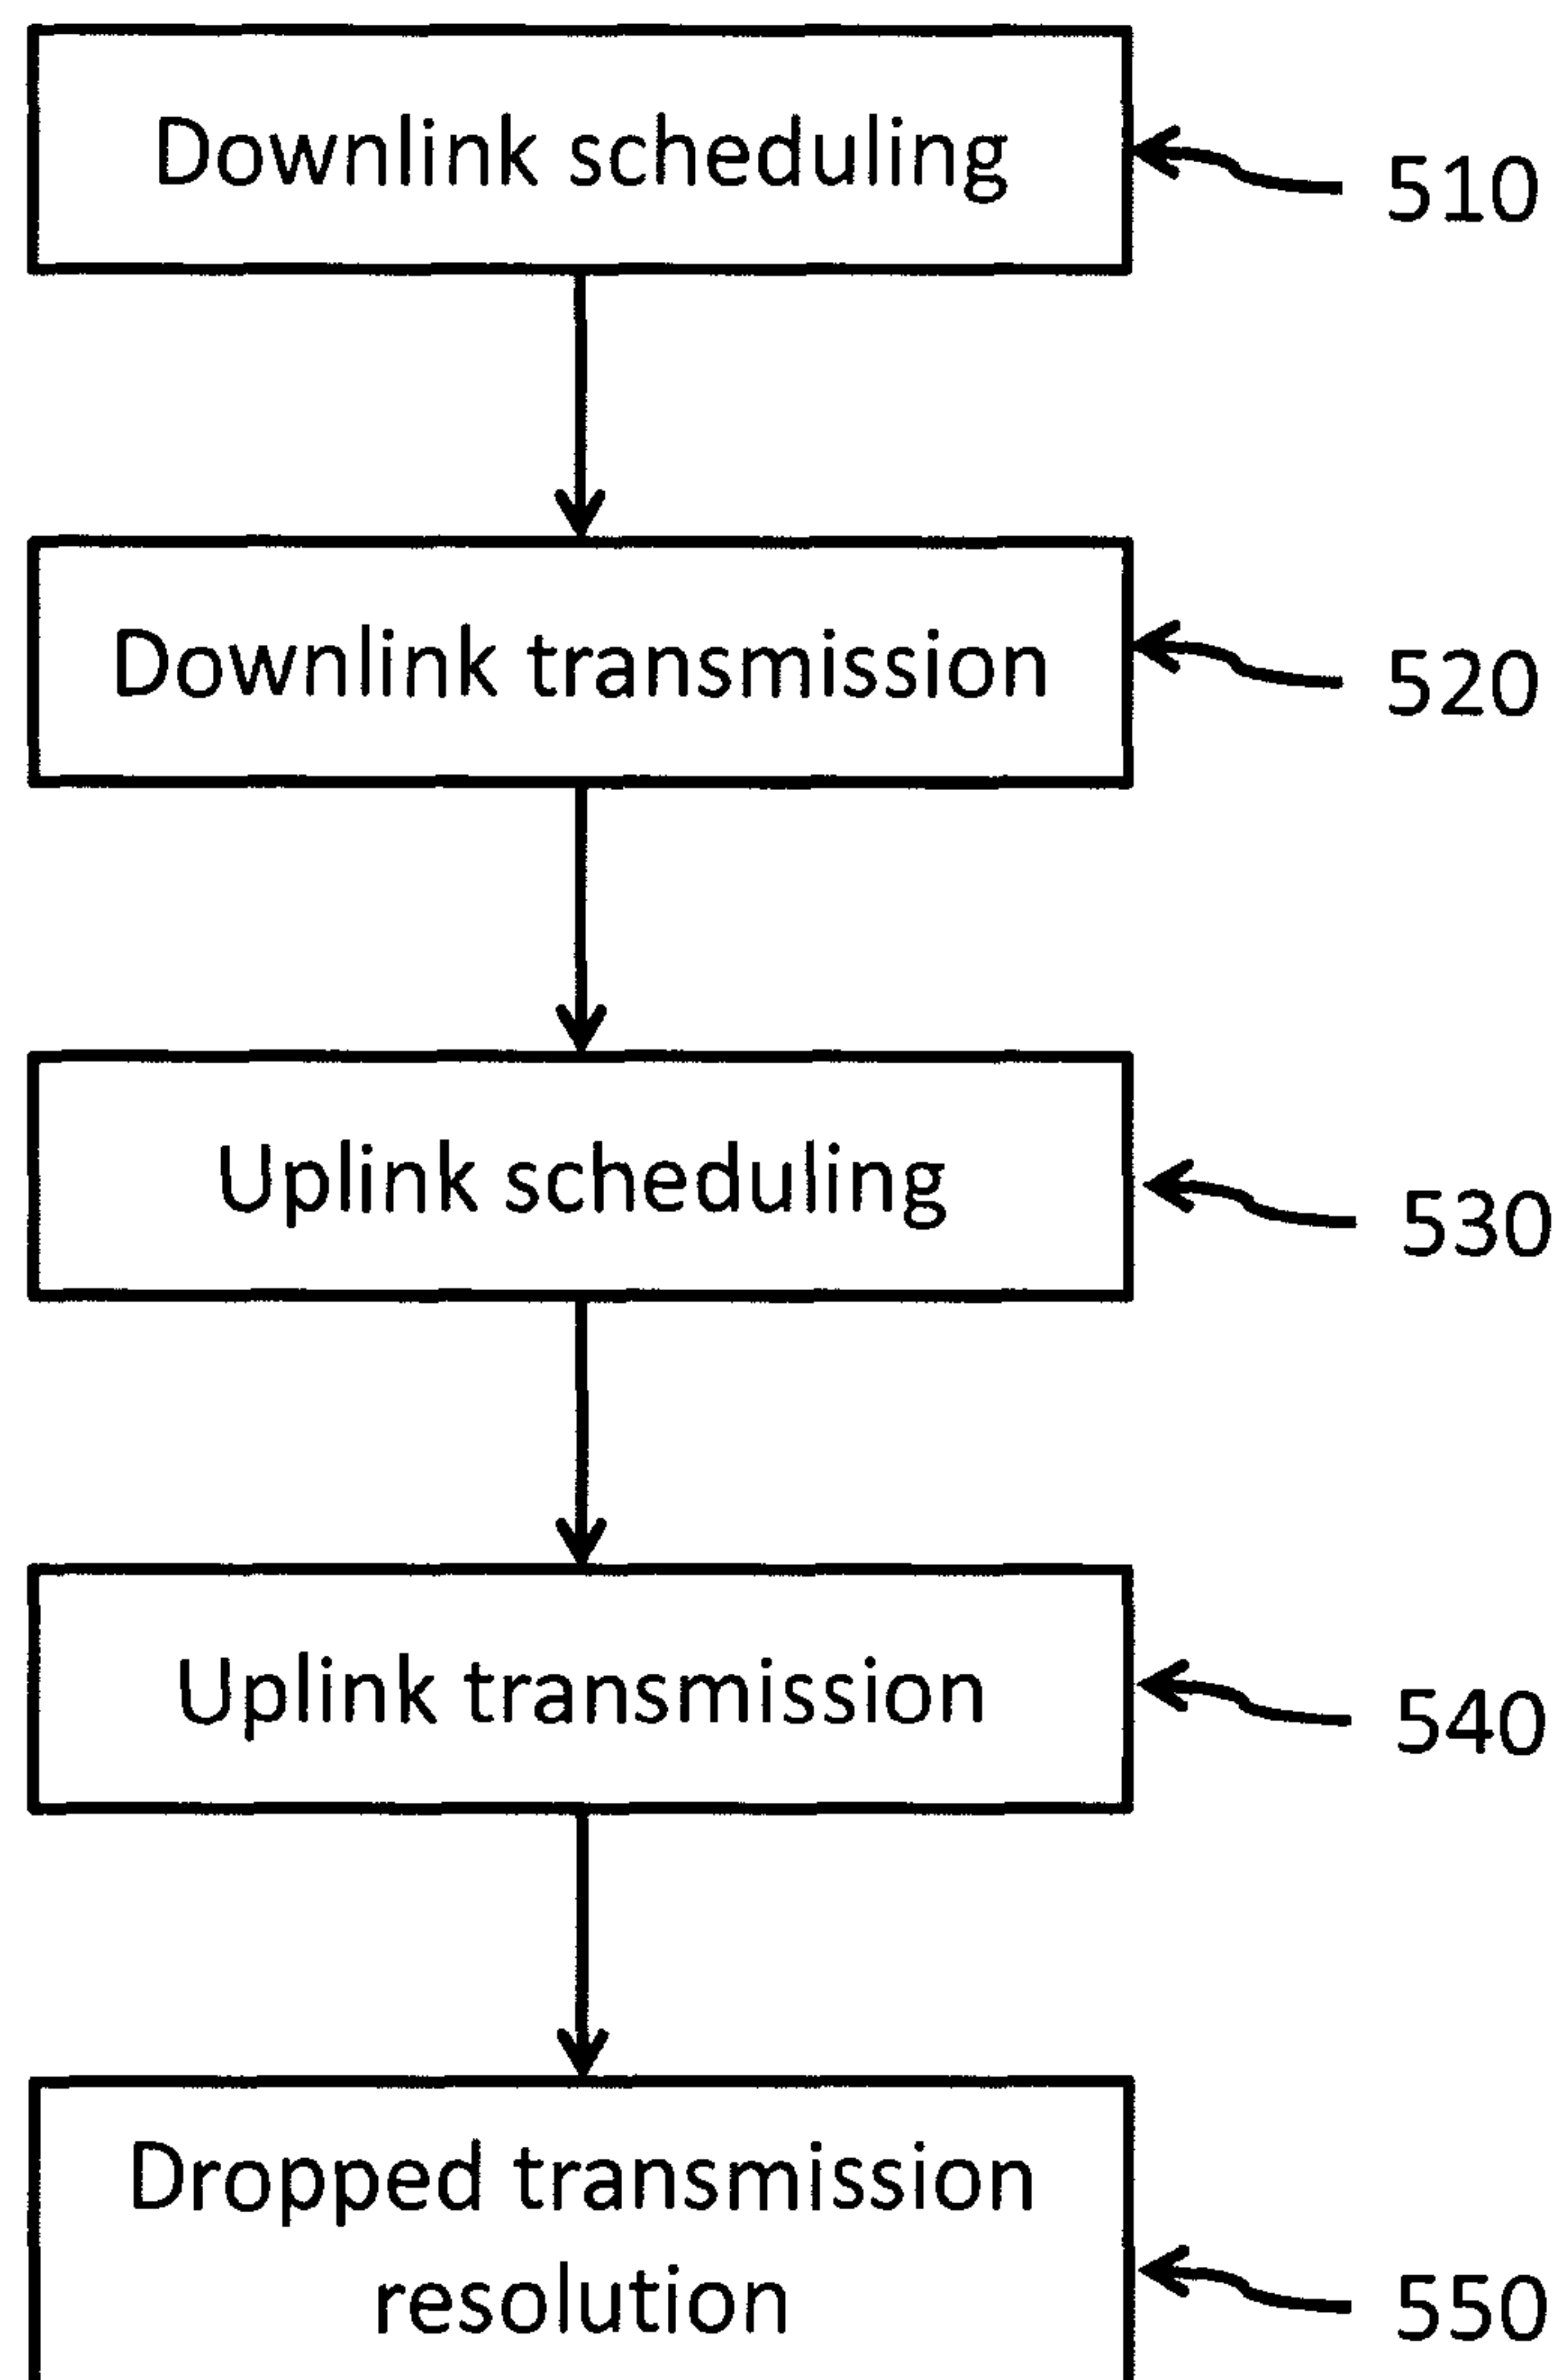 Downlink scheduling
510
Downlink transmission
520
Uplink scheduling
530
Uplink transmission
540
Dropped transmission
resolution
550